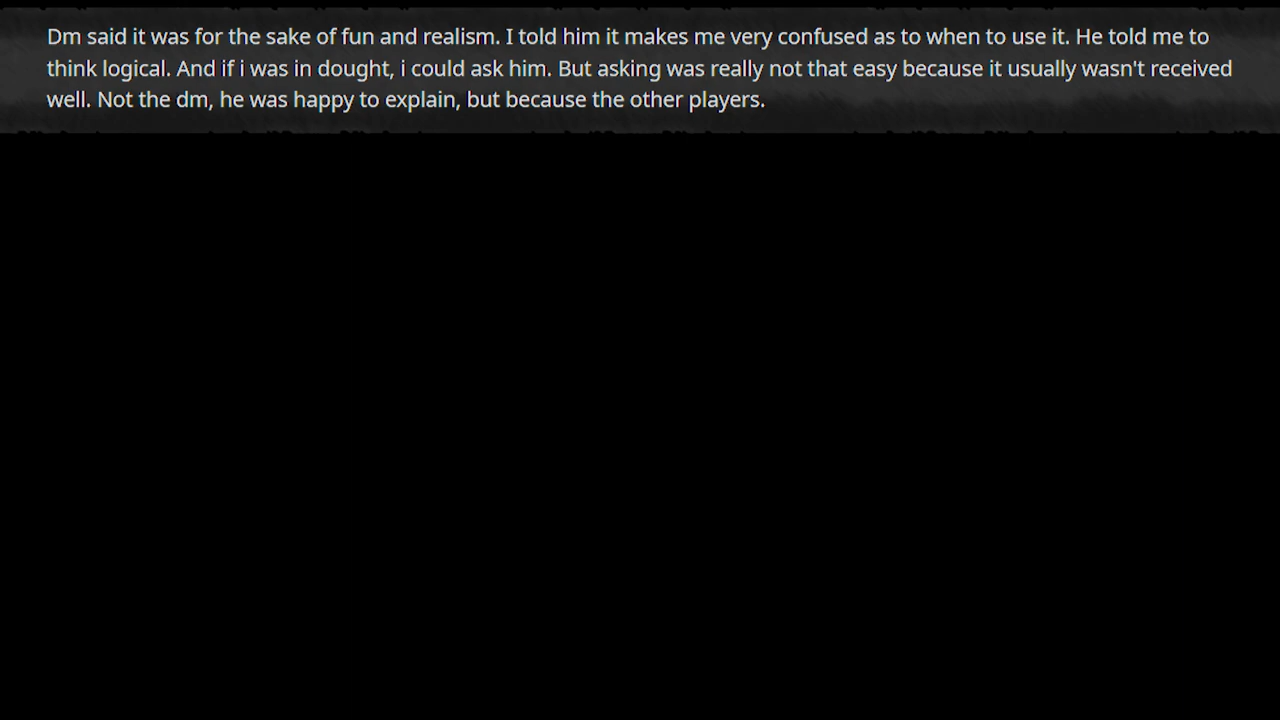 Dm said it was for the sake of fun and realism. I told him it makes me very confused as to when to use it. He told me to
think logical. And if i was in dought, i could ask him. But asking was really not that easy because it usually wasn't received
well. Not the dm, he was happy to explain, but because the other players.